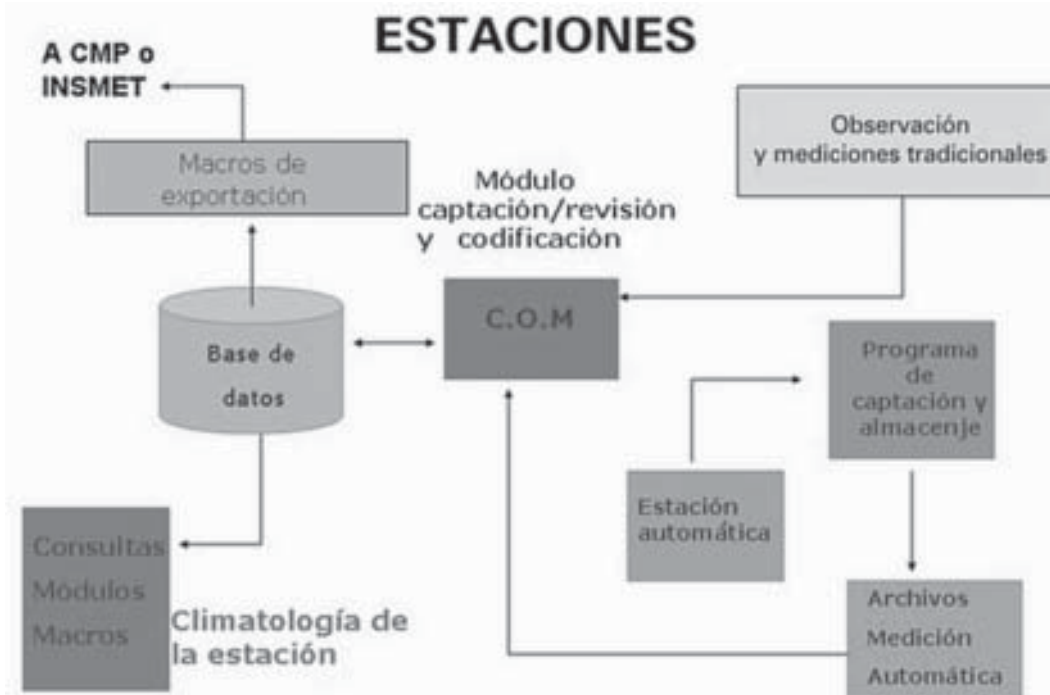 ESTACIONES
A CMP o
INSMET
Macros de
exportación
Módulo
captación/revisión
y codificación
Observación
y mediciones tradicionales
C.O.M
Base de
datos
Programa
de
captación y
almacenje
Estación
automática
Consultas
Módulos
Macros
Climatología de
la estación
Archivos
Medición
Automática